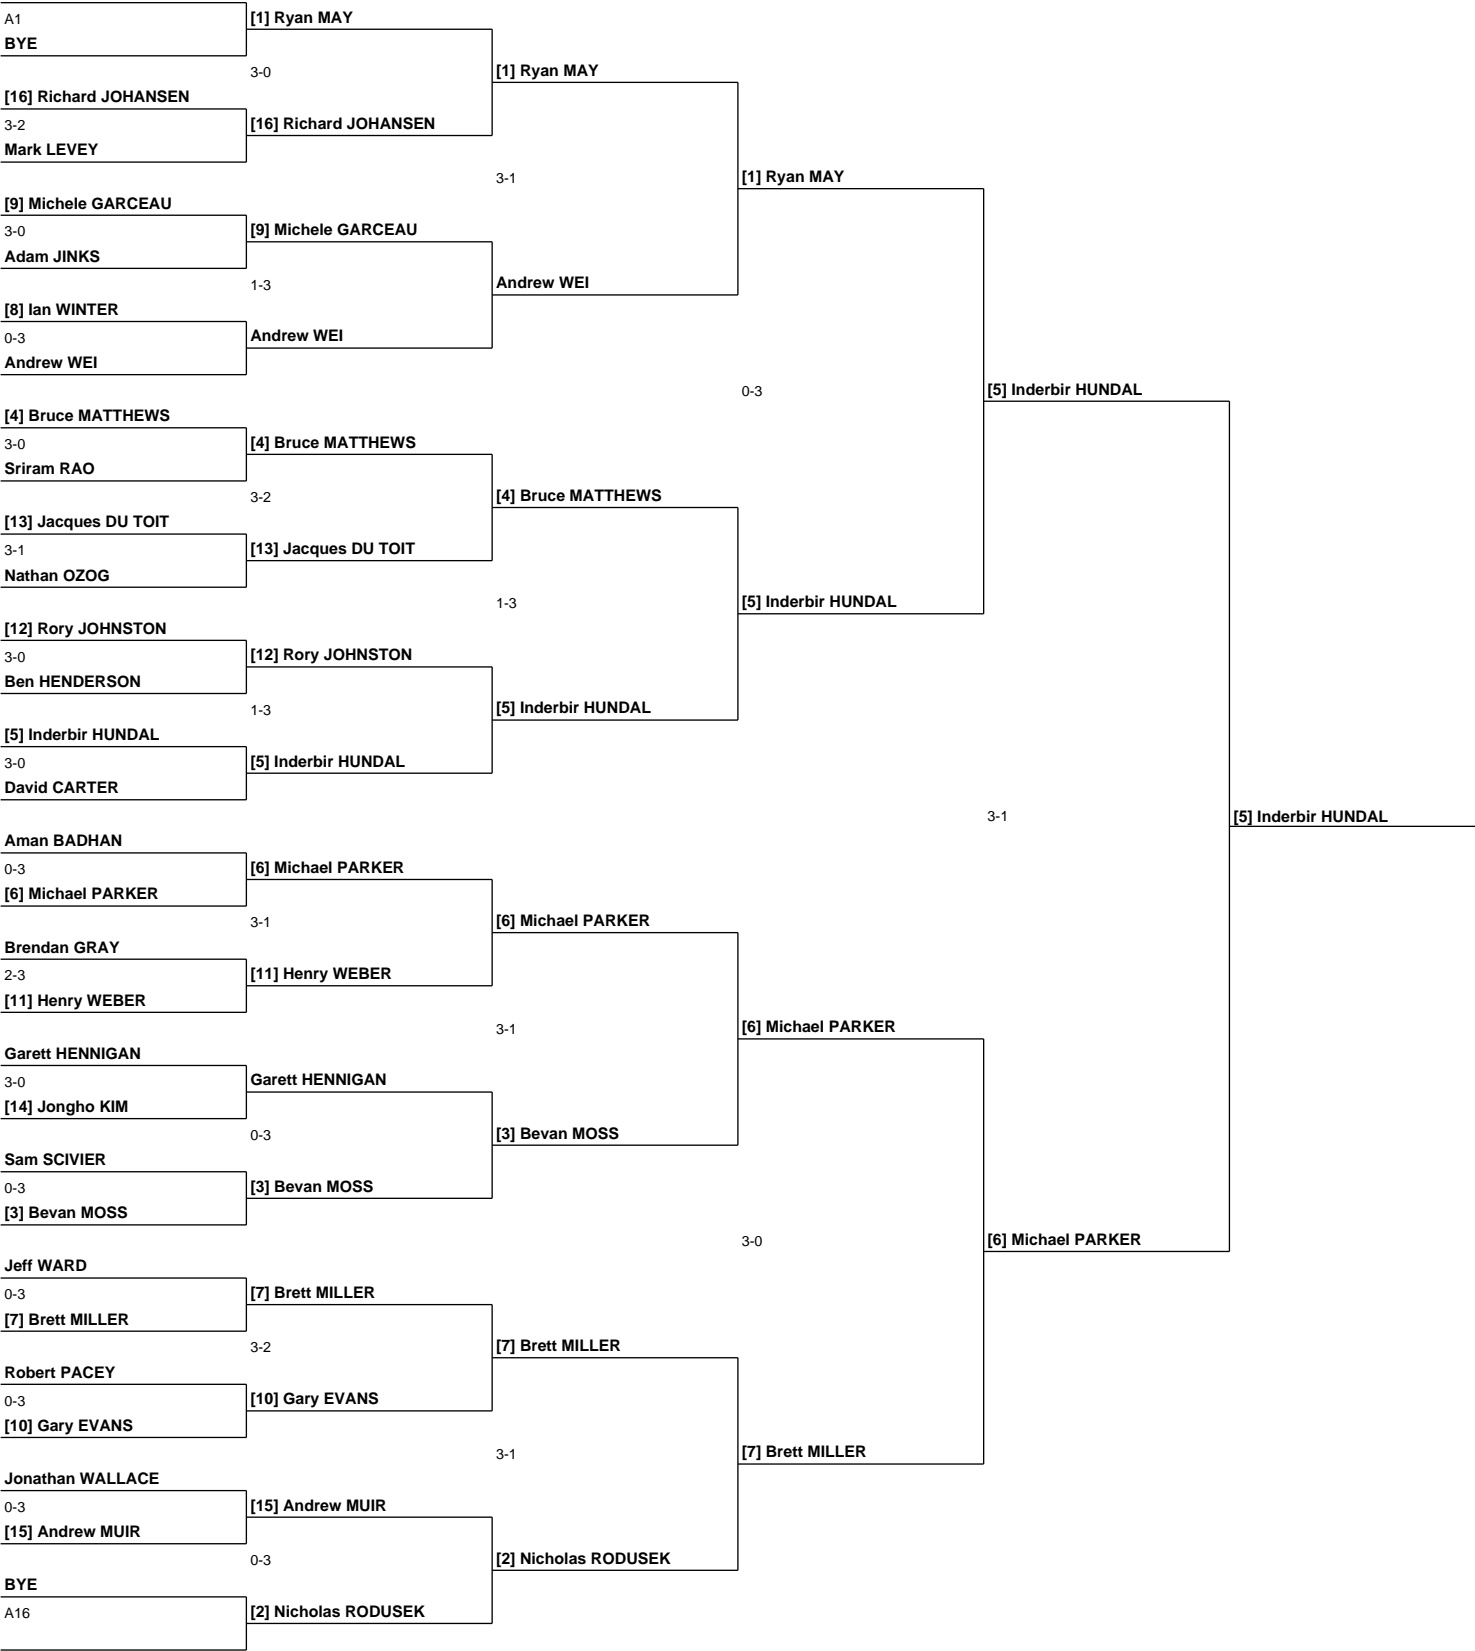 [1] Ryan MAY
A1
BYE
3-0
[1] Ryan MAY
[16] Richard JOHANSEN
3-2
[16] Richard JOHANSEN
Mark LEVEY
3-1
[1] Ryan MAY
[9] Michele GARCEAU
3-0
[9] Michele GARCEAU
Adam JINKS
1-3
Andrew WEI
[8] Ian WINTER
0-3
Andrew WEI
Andrew WEI
0-3
[5] Inderbir HUNDAL
[4] Bruce MATTHEWS
3-0
[4] Bruce MATTHEWS
Sriram RAO
3-2
[4] Bruce MATTHEWS
[13] Jacques DU TOIT
3-1
[13] Jacques DU TOIT
Nathan OZOG
1-3
[5] Inderbir HUNDAL
[12] Rory JOHNSTON
3-0
[12] Rory JOHNSTON
Ben HENDERSON
1-3
[5] Inderbir HUNDAL
[5] Inderbir HUNDAL
3-0
[5] Inderbir HUNDAL
David CARTER
3-1
[5] Inderbir HUNDAL
Aman BADHAN
0-3
[6] Michael PARKER
[6] Michael PARKER
3-1
[6] Michael PARKER
Brendan GRAY
2-3
[11] Henry WEBER
[11] Henry WEBER
3-1
[6] Michael PARKER
Garett HENNIGAN
3-0
Garett HENNIGAN
[14] Jongho KIM
0-3
[3] Bevan MOSS
Sam SCIVIER
0-3
[3] Bevan MOSS
[3] Bevan MOSS
3-0
[6] Michael PARKER
Jeff WARD
0-3
[7] Brett MILLER
[7] Brett MILLER
3-2
[7] Brett MILLER
Robert PACEY
0-3
[10] Gary EVANS
[10] Gary EVANS
3-1
[7] Brett MILLER
Jonathan WALLACE
0-3
[15] Andrew MUIR
[15] Andrew MUIR
0-3
[2] Nicholas RODUSEK
BYE
A16
[2] Nicholas RODUSEK